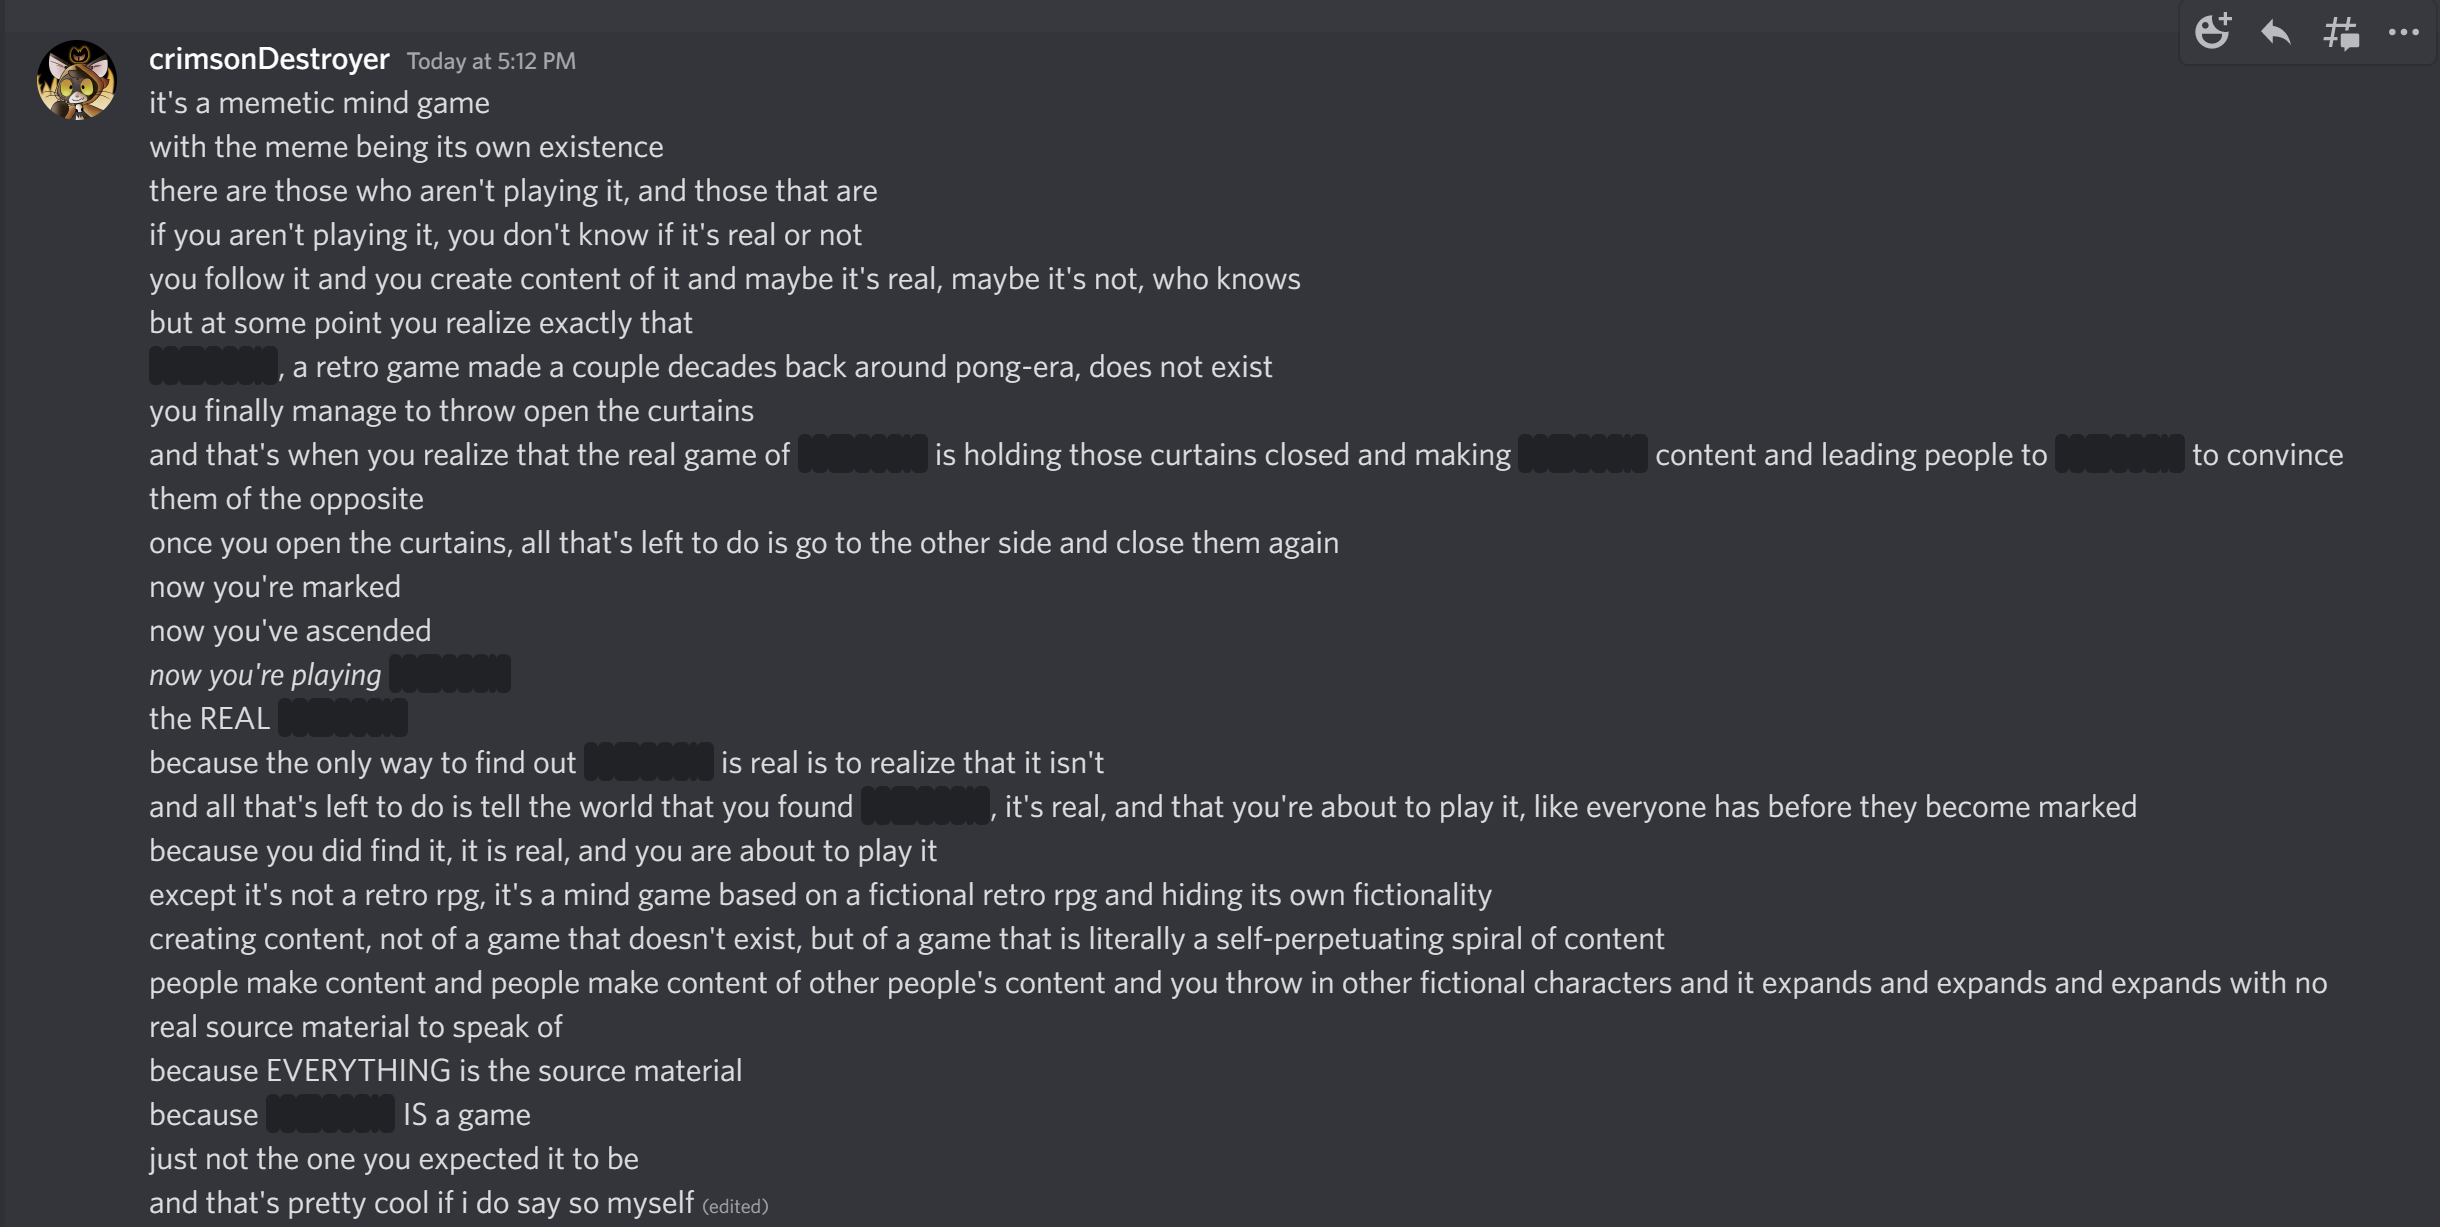 crimsonDestroyer Today at 5:12 PM
it's a memetic mind game
with the meme being its own existence
there are those who aren't playing it, and those that are
if you aren't playing it, you don't know if it's real or not
you follow it and you create content of it and maybe it's real, maybe it's not, who knows
but at some point you realize exactly that
, a retro game made a couple decades back around pong-era, does not exist
you finally manage to throw open the curtains
and that's when you realize that the real game of is holding those curtains closed and making content and leading people to to convince
them of the opposite
once you open the curtains, all that's left to do is go to the other side and close them again
now you're marked
now you've ascended
now you're playing
the REAL
because the only way to find out is real is to realize that it isn't
and all that's left to do is tell the world that you found , it's real, and that you're about to play it, like everyone has before they become marked
because you did find it, it is real, and you are about to play it
except it's not a retro rpg, it's a mind game based on a fictional retro rpg and hiding its own fictionality
creating content, not of a game that doesn't exist, but of a game that is literally a self-perpetuating spiral of content
people make content and people make content of other people's content and you throw in other fictional characters and it expands and expands and expands with no
real source material to speak of
because EVERYTHING is the source material
because IS a game
just not the one you expected it to be
and that's pretty cool if i do say so myself (edited)